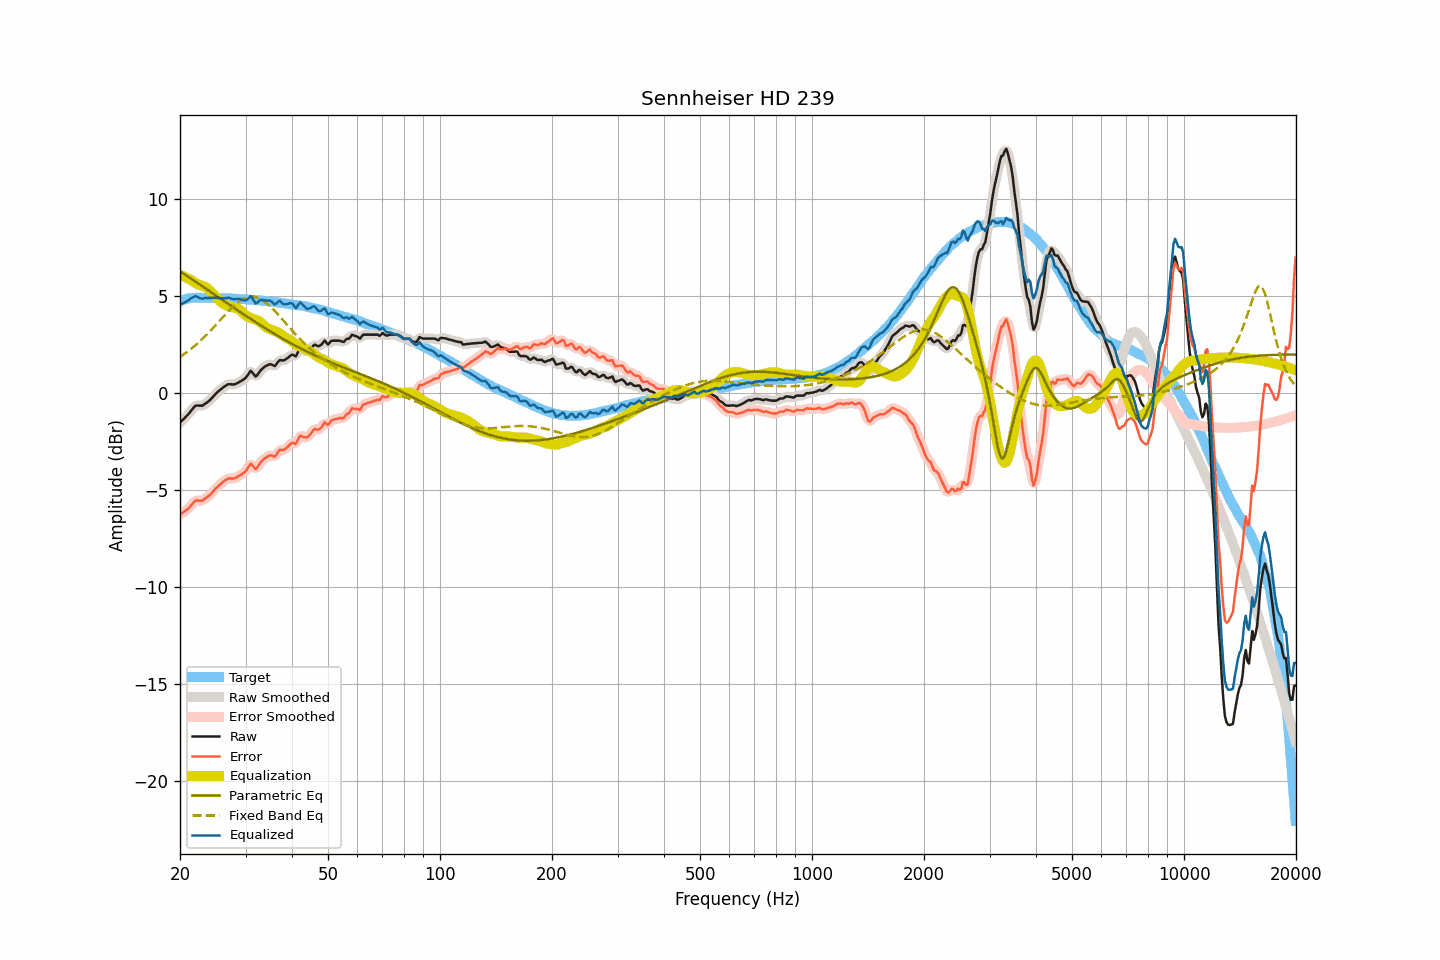 Sennheiser HD 239
Amplitude (dBr)
10
5
0
−5
−10
−15
−20
Target
Raw Smoothed
Error Smoothed
Raw
Error
Equalization
Parametric Eq
Fixed Band Eq
Equalized
20 50 100 200 500 1000 2000 5000 10000 20000
Frequency (Hz)